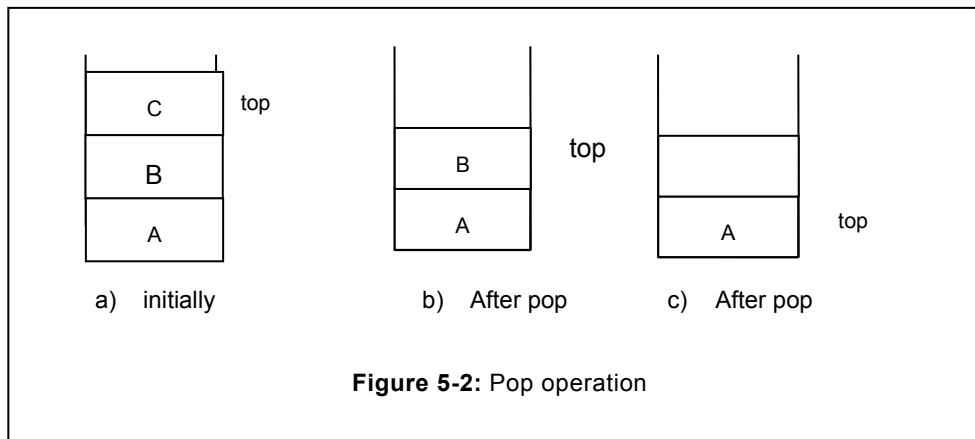 C top
B
A
a) initially
B top
A
b) After pop
A top
c) After pop
Figure 5-2: Pop operation